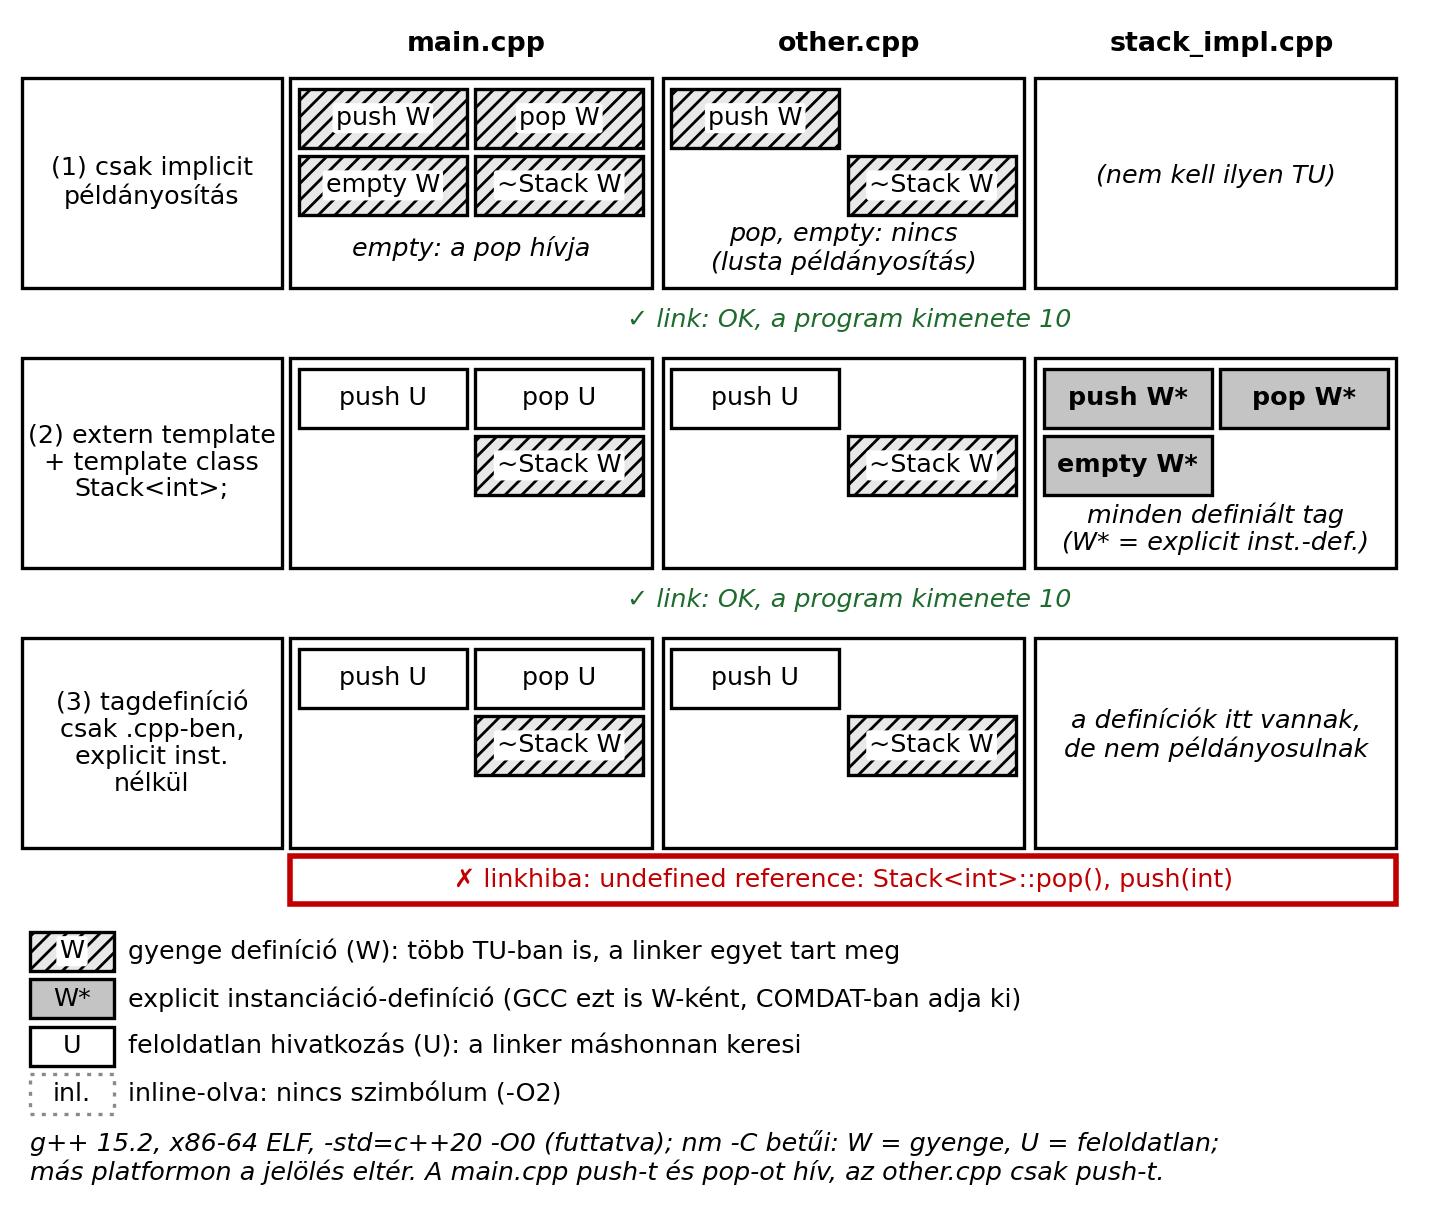 main.cpp
other.cpp
stack_impl.cpp
(1) csak implicit
példányosítás
push W
pop W
empty W
~Stack W
empty: a pop hívja
push W
~Stack W
pop, empty: nincs
(lusta példányosítás)
(nem kell ilyen TU)
✓ link: OK, a program kimenete 10
(2) extern template
+ template class
Stack<int>;
push U
pop U
~Stack W
push U
~Stack W
push W*
pop W*
empty W*
minden definiált tag
(W* = explicit inst.-def.)
✓ link: OK, a program kimenete 10
(3) tagdefiníció
csak .cpp-ben,
explicit inst.
nélkül
push U
pop U
~Stack W
push U
~Stack W
a definíciók itt vannak,
de nem példányosulnak
✗ linkhiba: undefined reference: Stack<int>::pop(), push(int)
W gyenge definíció (W): több TU-ban is, a linker egyet tart meg
W* explicit instanciáció-definíció (GCC ezt is W-ként, COMDAT-ban adja ki)
U feloldatlan hivatkozás (U): a linker máshonnan keresi
inl. inline-olva: nincs szimbólum (-O2)
g++ 15.2, x86-64 ELF, -std=c++20 -O0 (futtatva); nm -C betűi: W = gyenge, U = feloldatlan;
más platformon a jelölés eltér. A main.cpp push-t és pop-ot hív, az other.cpp csak push-t.